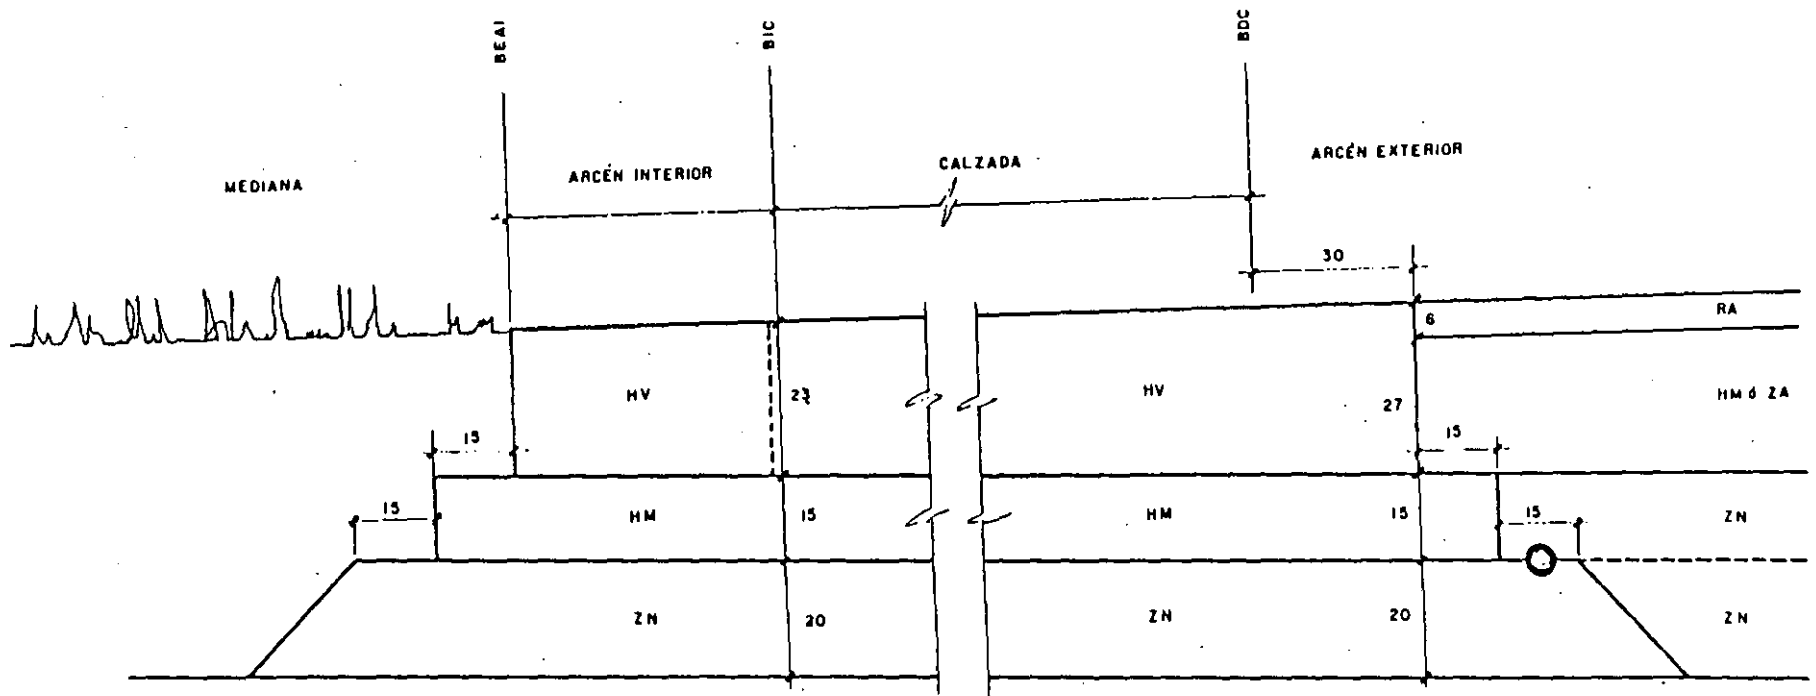 BEAI
BIC
BDC
MEDIANA
ARCÉN INTERIOR
CALZADA
ARCÉN EXTERIOR
30
6
RA
HV
27
HV
27
HM ó ZA
15
15
15
HM
15
HM
15
15
ZN
ZN
20
ZN
20
ZN